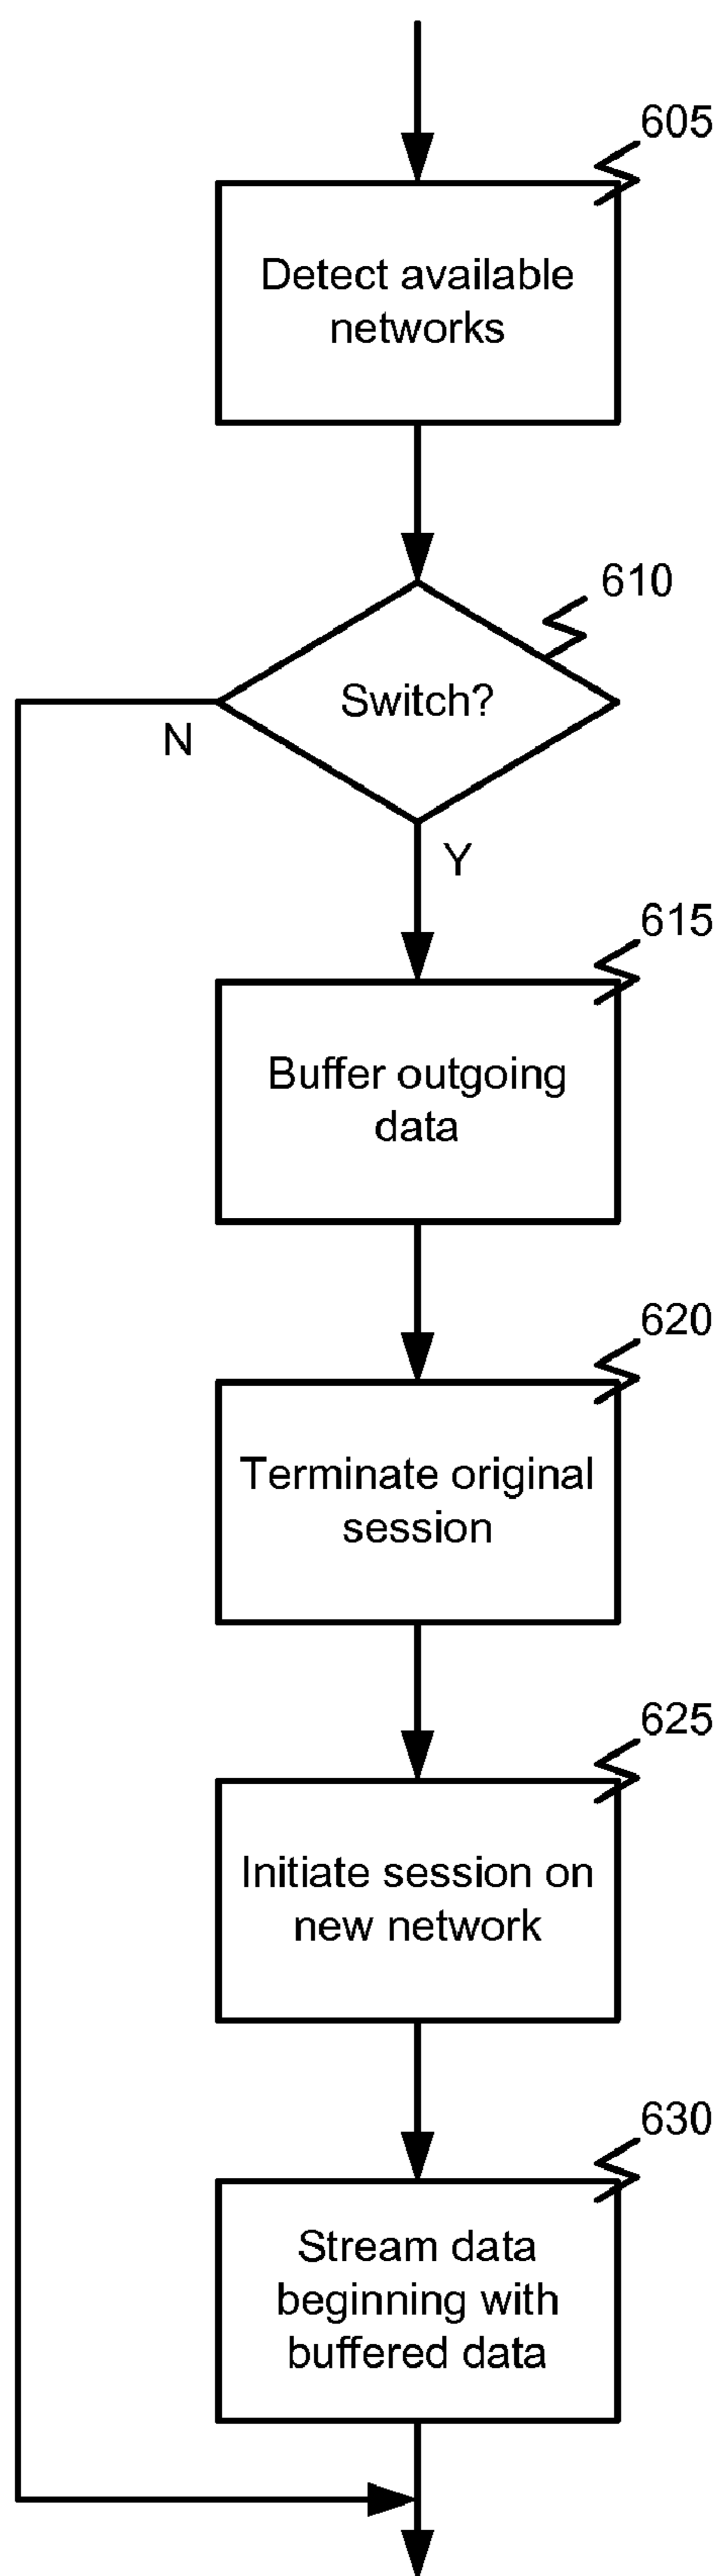 605
Detect available
networks
610
Switch?
N
Y
615
Buffer outgoing
data
620
Terminate original
session
625
Initiate session on
new network
630
Stream data
beginning with
buffered data